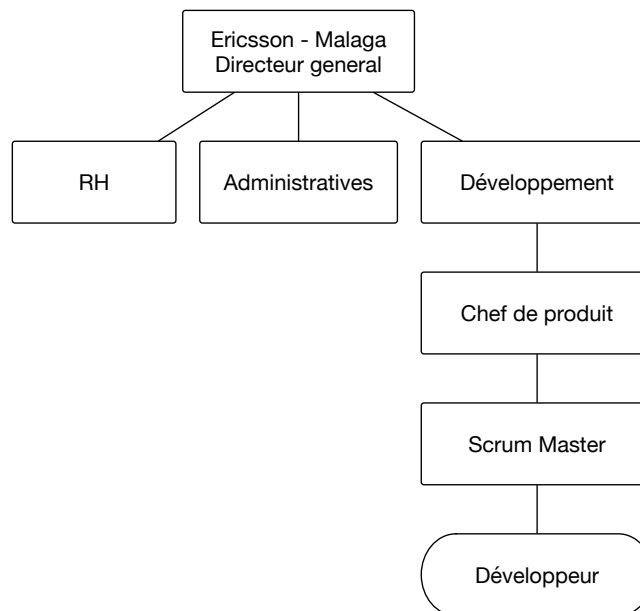 Ericsson - Malaga
Directeur general
RH
Administratives
Développement
Chef de produit
Scrum Master
Développeur